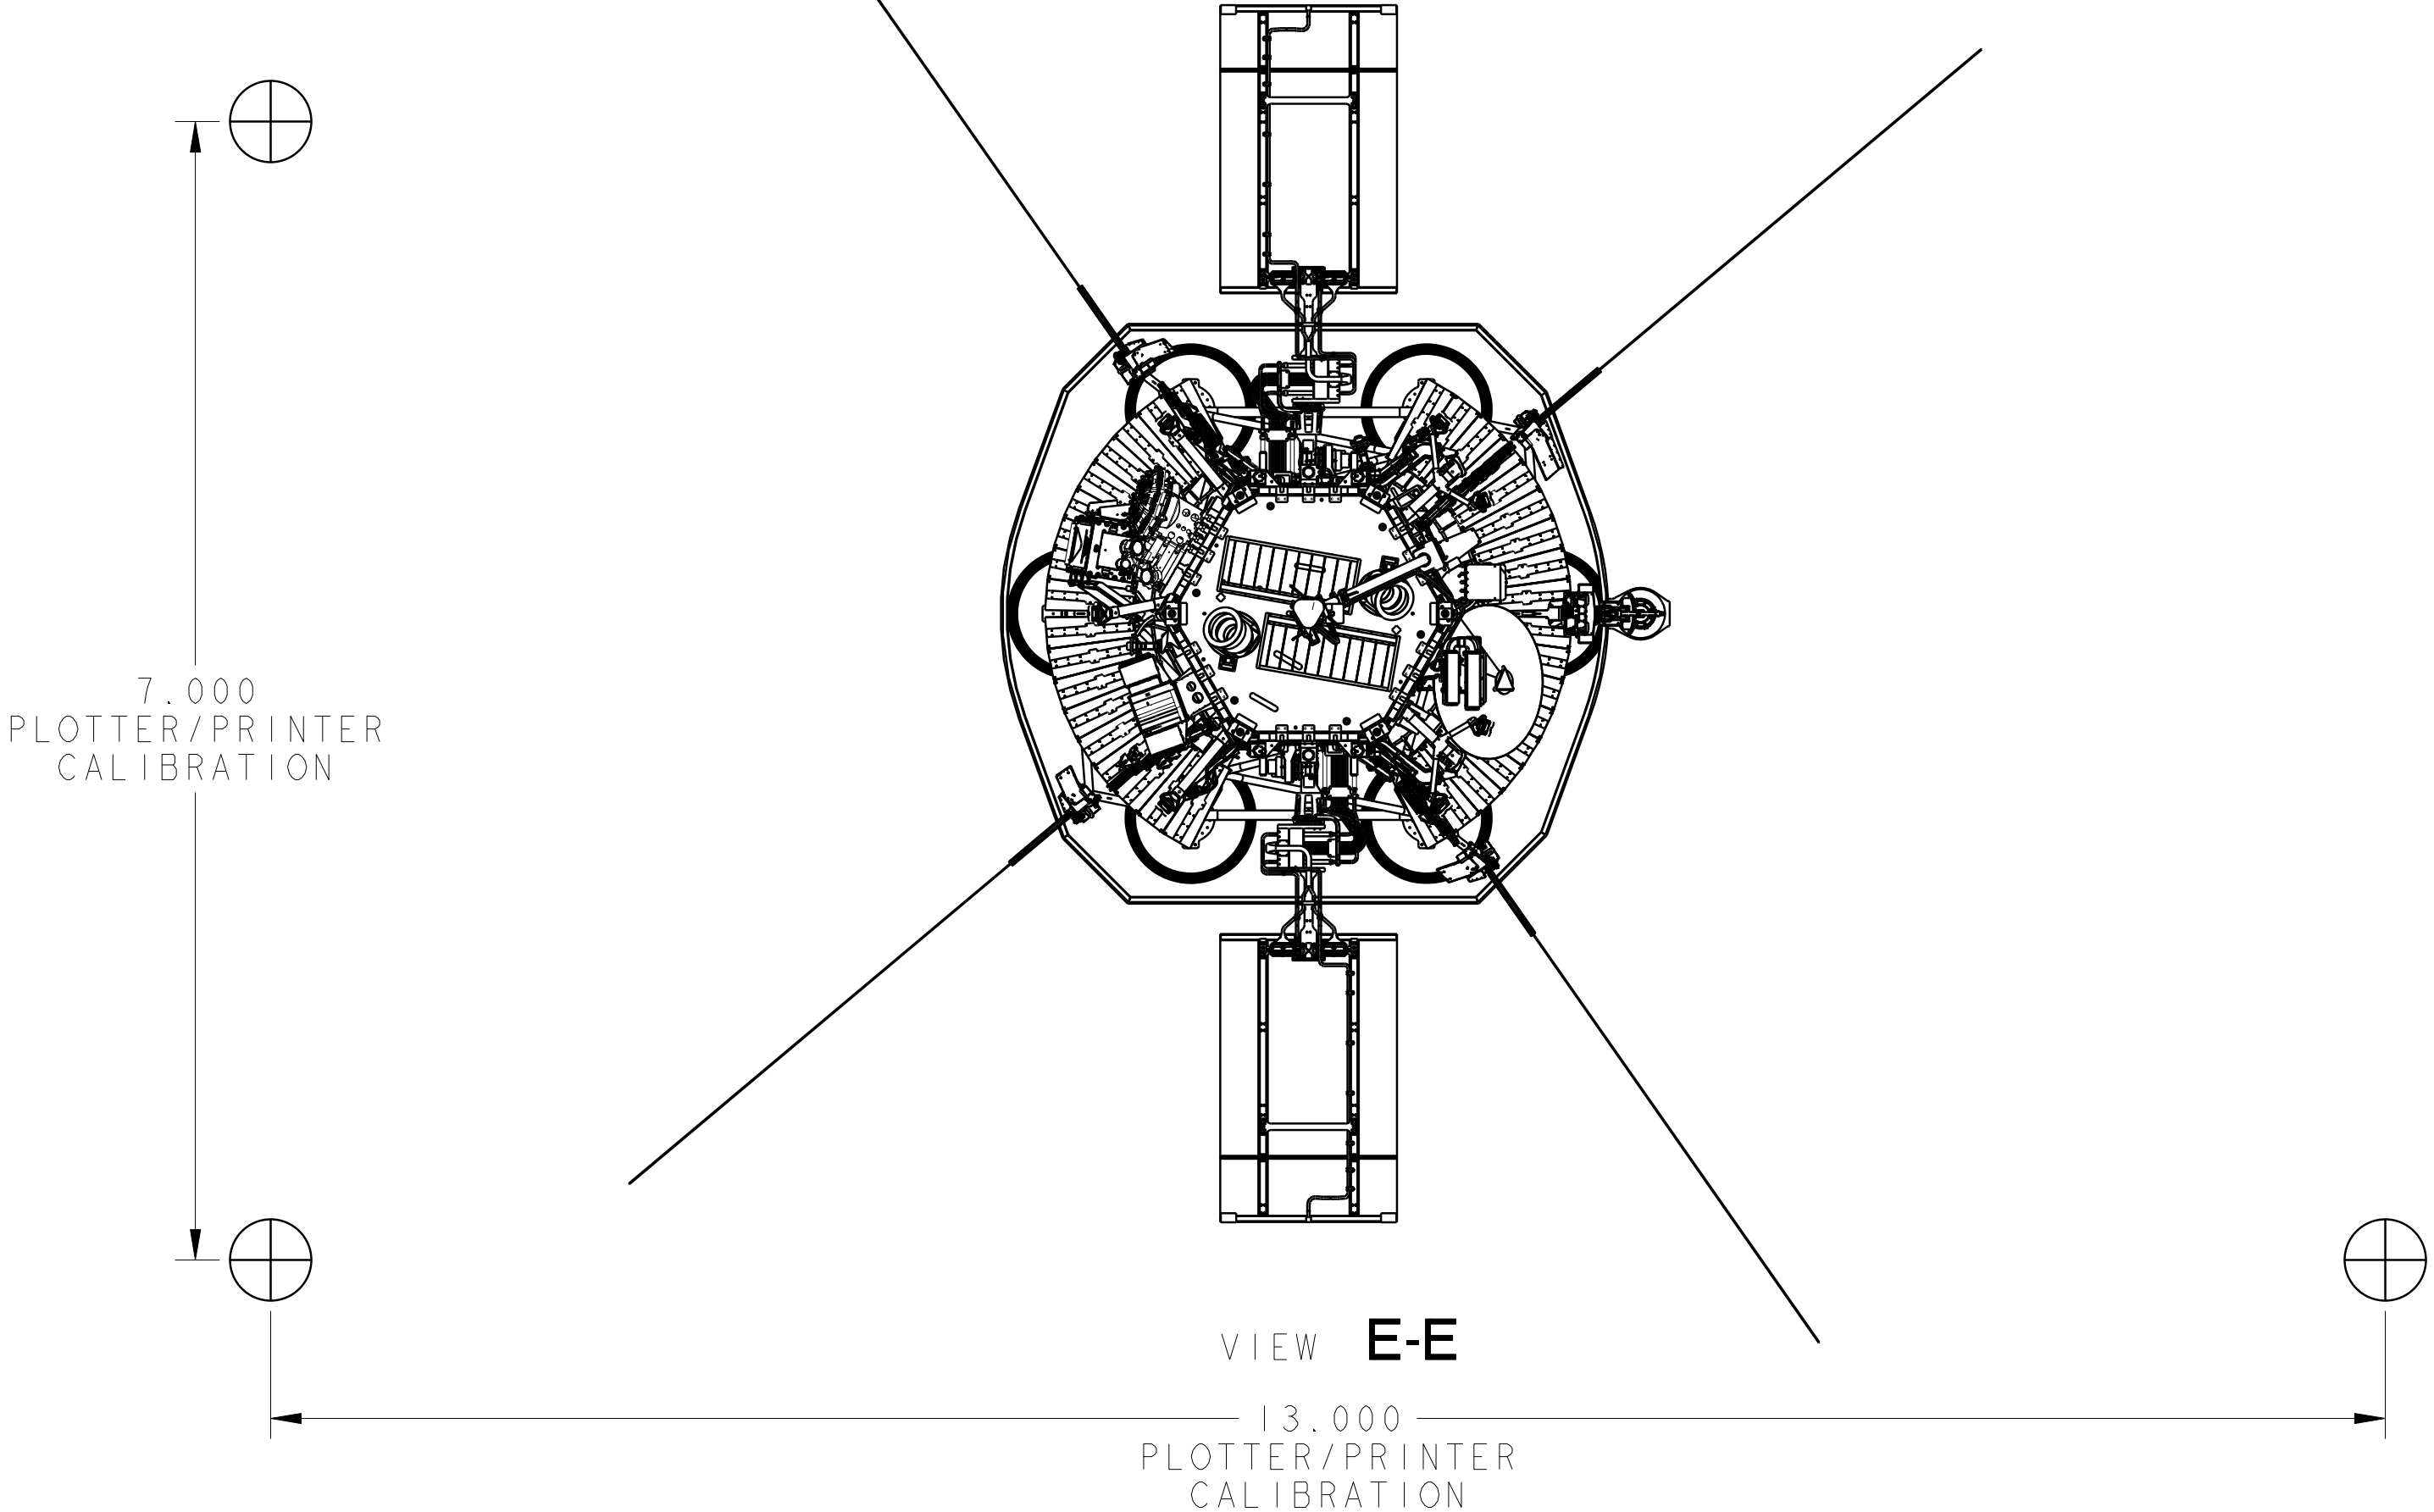 7.000
PLOTTER/PRINTER
CALIBRATION
VIEW E-E
13.000
PLOTTER/PRINTER
CALIBRATION